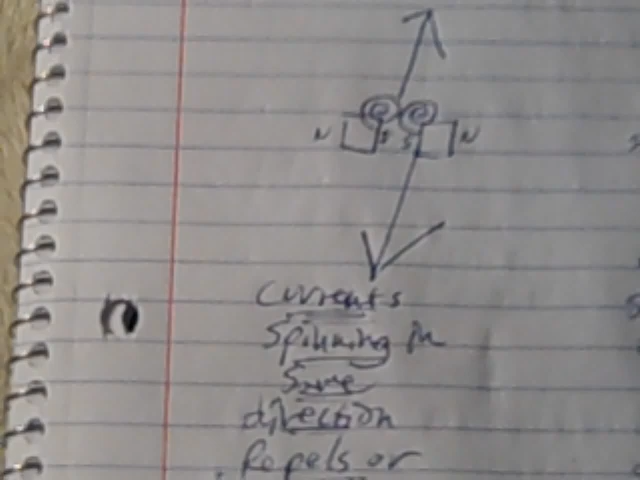 N S S N
Currents
Spinning in
Same
direction
Repels or